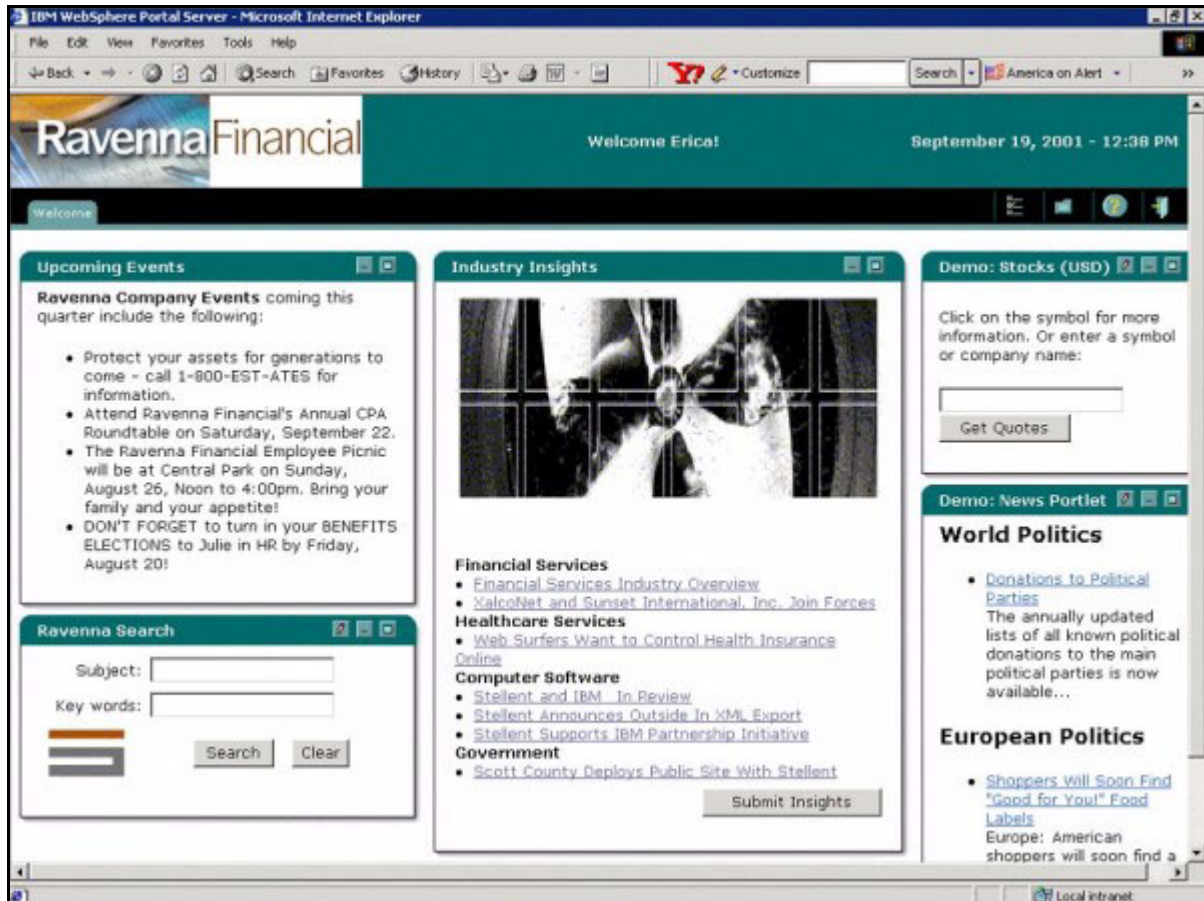 IBM WebSphere Portal Server - Microsoft Internet Explorer
File Edit View Favorites Tools Help
Back Search Favorites History Customize Search America on Alert
RavennaFinancial
Welcome Erica!
September 19, 2001 - 12:38 PM
Welcome
Upcoming Events
Ravenna Company Events coming this
quarter include the following:
• Protect your assets for generations to
come - call 1-800-EST-ATES for
information.
• Attend Ravenna Financial's Annual CPA
Roundtable on Saturday, September 22.
• The Ravenna Financial Employee Picnic
will be at Central Park on Sunday,
August 26, Noon to 4:00pm. Bring your
family and your appetite!
• DON'T FORGET to turn in your BENEFITS
ELECTIONS to Julie in HR by Friday,
August 20!
Ravenna Search
Subject:
Key words:
Search Clear
Industry Insights
Financial Services
• Financial Services Industry Overview
• XalcoNet and Sunset International, Inc. Join Forces
Healthcare Services
• Web Surfers Want to Control Health Insurance
Online
Computer Software
• Stellent and IBM In Review
• Stellent Announces Outside In XML Export
• Stellent Supports IBM Partnership Initiative
Government
• Scott County Deploys Public Site With Stellent
Submit Insights
Demo: Stocks (USD)
Click on the symbol for more
information. Or enter a symbol
or company name:
Get Quotes
Demo: News Portlet
World Politics
• Donations to Political
Parties
The annually updated
lists of all known political
donations to the main
political parties is now
available...
European Politics
• Shoppers Will Soon Find
"Good for You!" Food
Labels
Europe: American
shoppers will soon find a
Local intranet